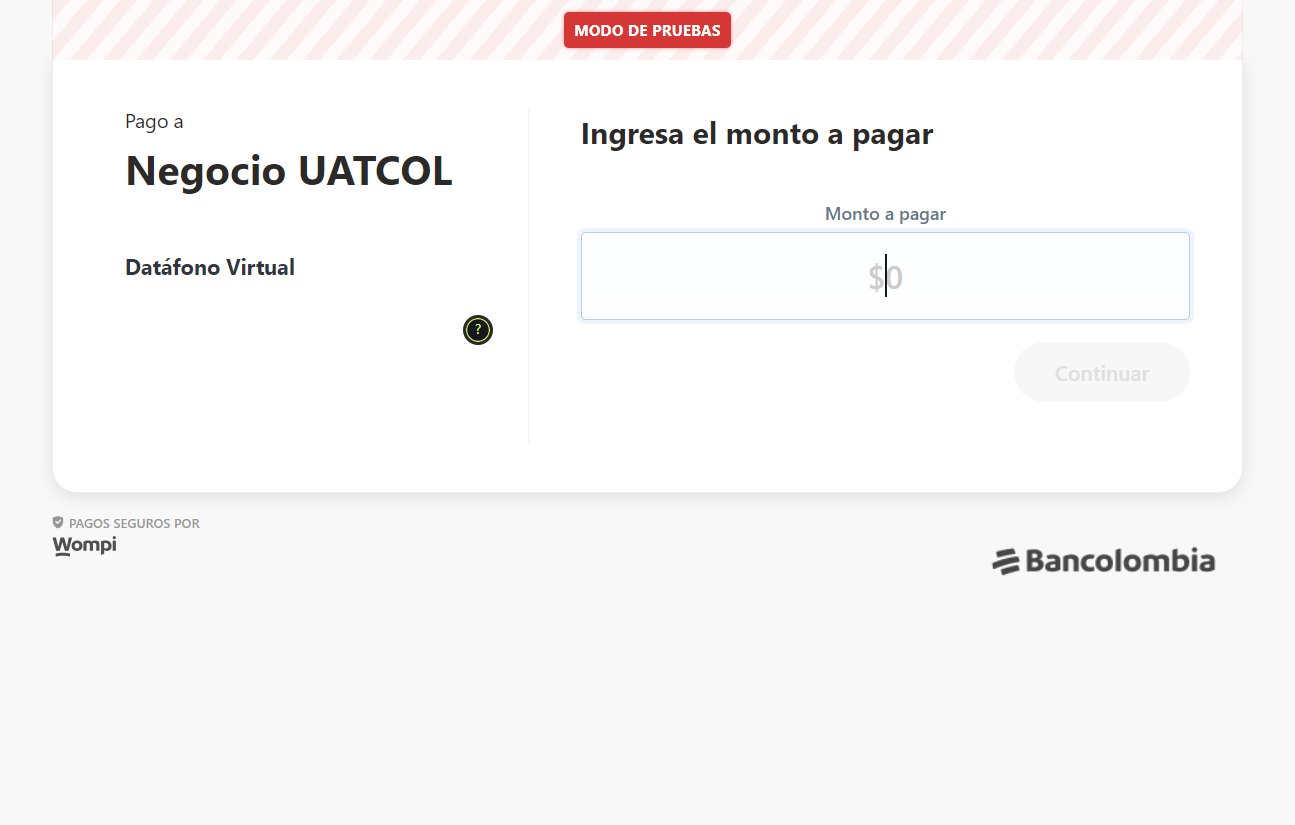 MODO DE PRUEBAS
Pago a
Negocio UATCOL
Datáfono Virtual
?
Ingresa el monto a pagar
Monto a pagar
$0
Continuar
PAGOS SEGUROS POR
Wompi
Bancolombia